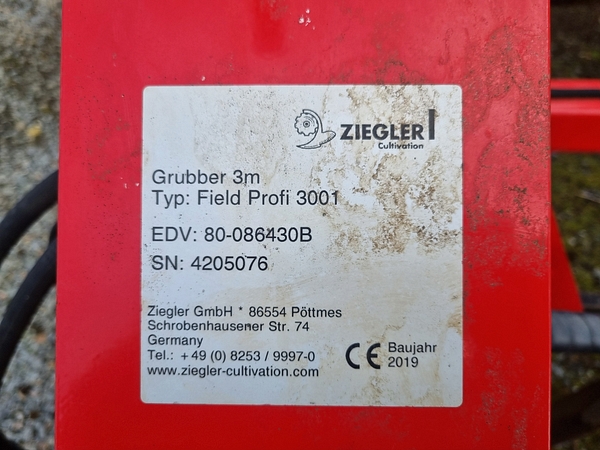 ZIEGLER
Cultivation
Grubber 3m
Typ: Field Profi 3001
EDV: 80-086430B
SN: 4205076
Ziegler GmbH * 86554 Pöttmes
Schrobenhausener Str. 74
Germany
Tel.: +49 (0) 8253 / 9997-0
www.ziegler-cultivation.com
CE Baujahr
2019